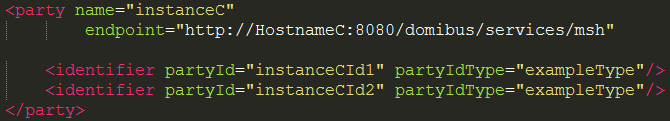 <party name="instanceC"
endpoint="http://HostnameC:8080/domibus/services/msh"
<identifier partyId="instanceCId1" partyIdType="exampleType"/>
<identifier partyId="instanceCId2" partyIdType="exampleType"/>
</party>